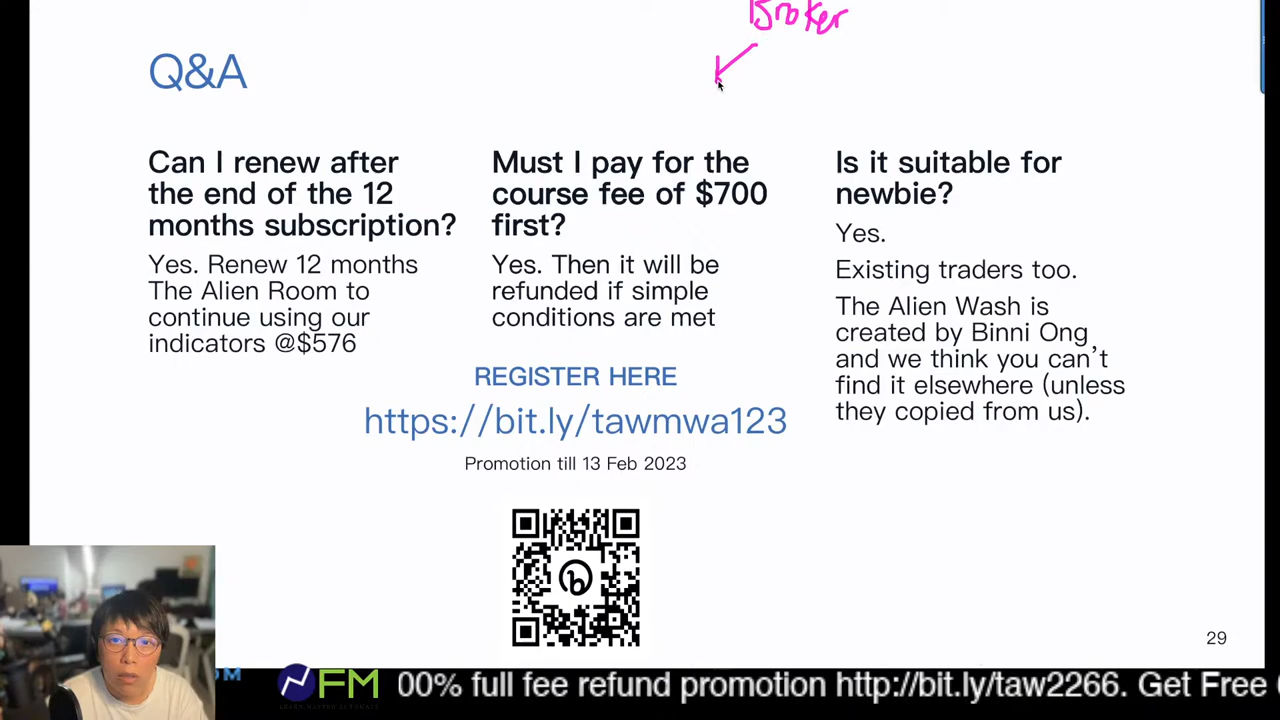 Broker
Q&A
Can I renew after
the end of the 12
months subscription?
Yes. Renew 12 months
The Alien Room to
continue using our
indicators @$576
Must I pay for the
course fee of $700
first?
Yes. Then it will be
refunded if simple
conditions are met
Is it suitable for
newbie?
Yes.
Existing traders too.
The Alien Wash is
created by Binni Ong
and we think you can't
find it elsewhere (unless
they copied from us).
REGISTER HERE
https://bit.ly/tawmwa123
Promotion till 13 Feb 2023
29
OM
FM
00% full fee refund promotion http://bit.ly/taw2266. Get Free